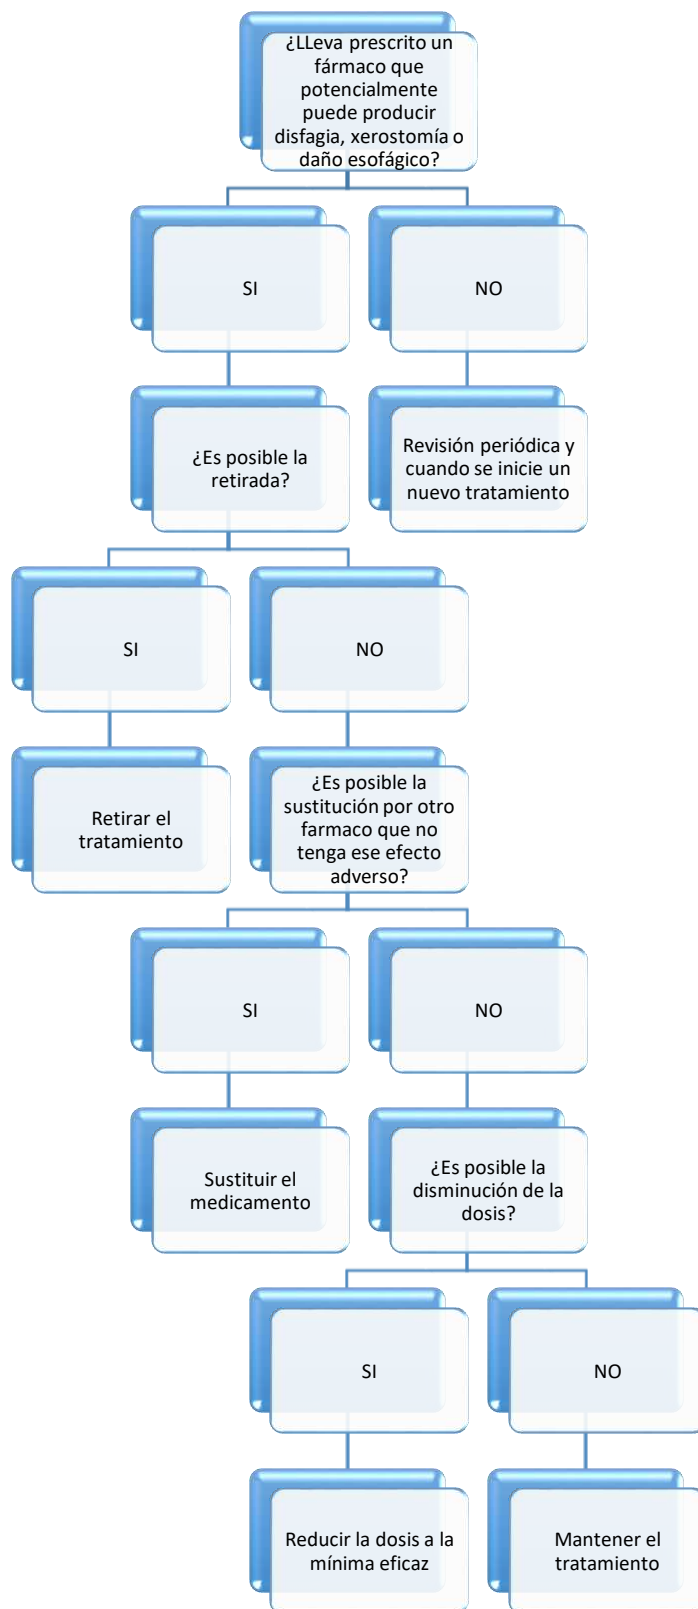 ¿LLeva prescrito un
fármaco que
potencialmente
puede producir
disfagia, xerostomía o
daño esofágico?
SI
NO
¿Es posible la
retirada?
Revisión periódica y
cuando se inicie un
nuevo tratamiento
SI
NO
Retirar el
tratamiento
¿Es posible la
sustitución por otro
farmaco que no
tenga ese efecto
adverso?
SI
NO
Sustituir el
medicamento
¿Es posible la
disminución de la
dosis?
SI
NO
Reducir la dosis a la
mínima eficaz
Mantener el
tratamiento